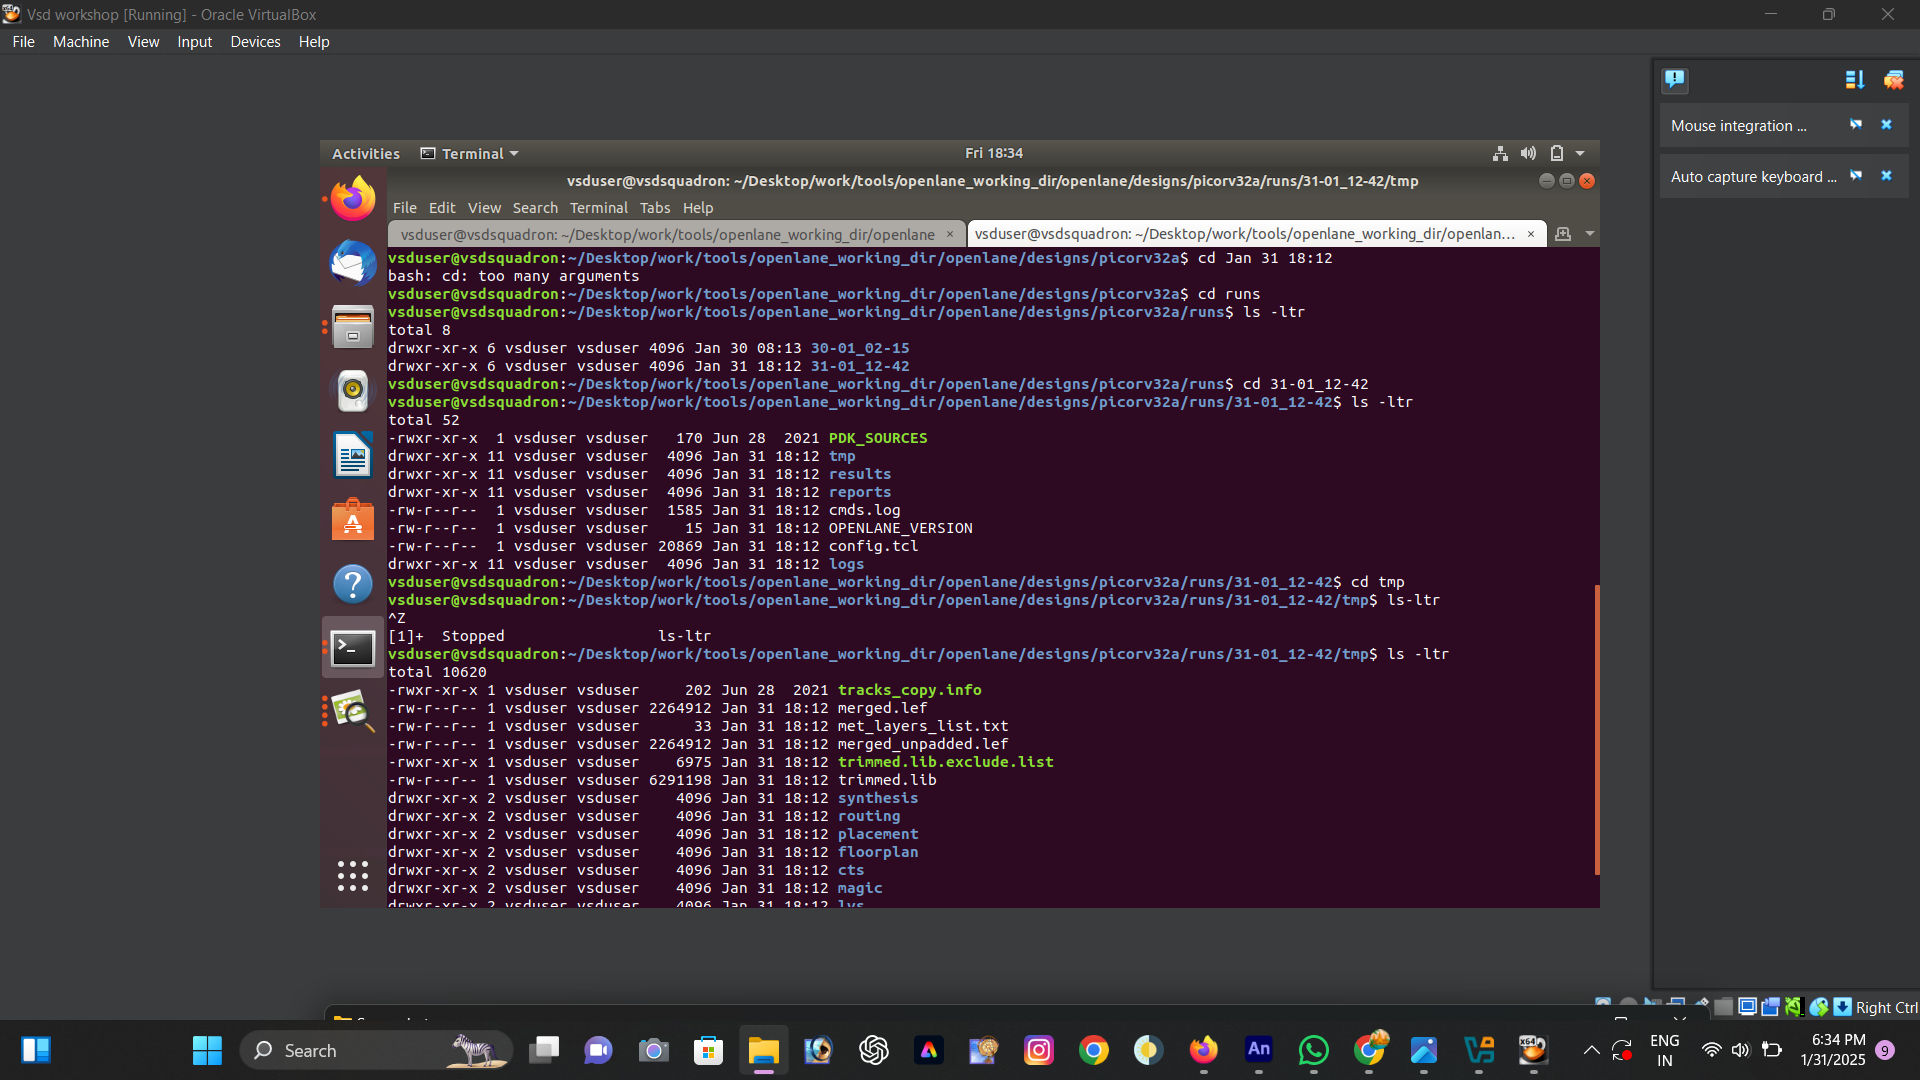 Vsd workshop [Running] - Oracle VirtualBox
File Machine View Input Devices Help
Mouse integration ...
Auto capture keyboard ...
Activities Terminal Fri 18:34
vsduser@vsdsquadron: ~/Desktop/work/tools/openlane_working_dir/openlane/designs/picorv32a/runs/31-01_12-42/tmp
File Edit View Search Terminal Tabs Help
vsduser@vsdsquadron: ~/Desktop/work/tools/openlane_working_dir/openlane × vsduser@vsdsquadron: ~/Desktop/work/tools/openlane_working_dir/openlan... ×
vsduser@vsdsquadron:~/Desktop/work/tools/openlane_working_dir/openlane/designs/picorv32a$ cd Jan 31 18:12
bash: cd: too many arguments
vsduser@vsdsquadron:~/Desktop/work/tools/openlane_working_dir/openlane/designs/picorv32a$ cd runs
vsduser@vsdsquadron:~/Desktop/work/tools/openlane_working_dir/openlane/designs/picorv32a/runs$ ls -ltr
total 8
drwxr-xr-x 6 vsduser vsduser 4096 Jan 30 08:13 30-01_02-15
drwxr-xr-x 6 vsduser vsduser 4096 Jan 31 18:12 31-01_12-42
vsduser@vsdsquadron:~/Desktop/work/tools/openlane_working_dir/openlane/designs/picorv32a/runs$ cd 31-01_12-42
vsduser@vsdsquadron:~/Desktop/work/tools/openlane_working_dir/openlane/designs/picorv32a/runs/31-01_12-42$ ls -ltr
total 52
-rwxr-xr-x  1 vsduser vsduser   170 Jun 28  2021 PDK_SOURCES
drwxr-xr-x 11 vsduser vsduser  4096 Jan 31 18:12 tmp
drwxr-xr-x 11 vsduser vsduser  4096 Jan 31 18:12 results
drwxr-xr-x 11 vsduser vsduser  4096 Jan 31 18:12 reports
-rw-r--r--  1 vsduser vsduser  1585 Jan 31 18:12 cmds.log
-rw-r--r--  1 vsduser vsduser    15 Jan 31 18:12 OPENLANE_VERSION
-rw-r--r--  1 vsduser vsduser 20869 Jan 31 18:12 config.tcl
drwxr-xr-x 11 vsduser vsduser  4096 Jan 31 18:12 logs
vsduser@vsdsquadron:~/Desktop/work/tools/openlane_working_dir/openlane/designs/picorv32a/runs/31-01_12-42$ cd tmp
vsduser@vsdsquadron:~/Desktop/work/tools/openlane_working_dir/openlane/designs/picorv32a/runs/31-01_12-42/tmp$ ls-ltr
^Z
[1]+  Stopped                 ls-ltr
vsduser@vsdsquadron:~/Desktop/work/tools/openlane_working_dir/openlane/designs/picorv32a/runs/31-01_12-42/tmp$ ls -ltr
total 10620
-rwxr-xr-x 1 vsduser vsduser     202 Jun 28  2021 tracks_copy.info
-rw-r--r-- 1 vsduser vsduser 2264912 Jan 31 18:12 merged.lef
-rw-r--r-- 1 vsduser vsduser      33 Jan 31 18:12 met_layers_list.txt
-rw-r--r-- 1 vsduser vsduser 2264912 Jan 31 18:12 merged_unpadded.lef
-rwxr-xr-x 1 vsduser vsduser    6975 Jan 31 18:12 trimmed.lib.exclude.list
-rw-r--r-- 1 vsduser vsduser 6291198 Jan 31 18:12 trimmed.lib
drwxr-xr-x 2 vsduser vsduser    4096 Jan 31 18:12 synthesis
drwxr-xr-x 2 vsduser vsduser    4096 Jan 31 18:12 routing
drwxr-xr-x 2 vsduser vsduser    4096 Jan 31 18:12 placement
drwxr-xr-x 2 vsduser vsduser    4096 Jan 31 18:12 floorplan
drwxr-xr-x 2 vsduser vsduser    4096 Jan 31 18:12 cts
drwxr-xr-x 2 vsduser vsduser    4096 Jan 31 18:12 magic
drwxr-xr-x 2 vsduser vsduser    4096 Jan 31 18:12 lvs
Right Ctrl
Search
An
ENG
IN
6:34 PM
1/31/2025
9